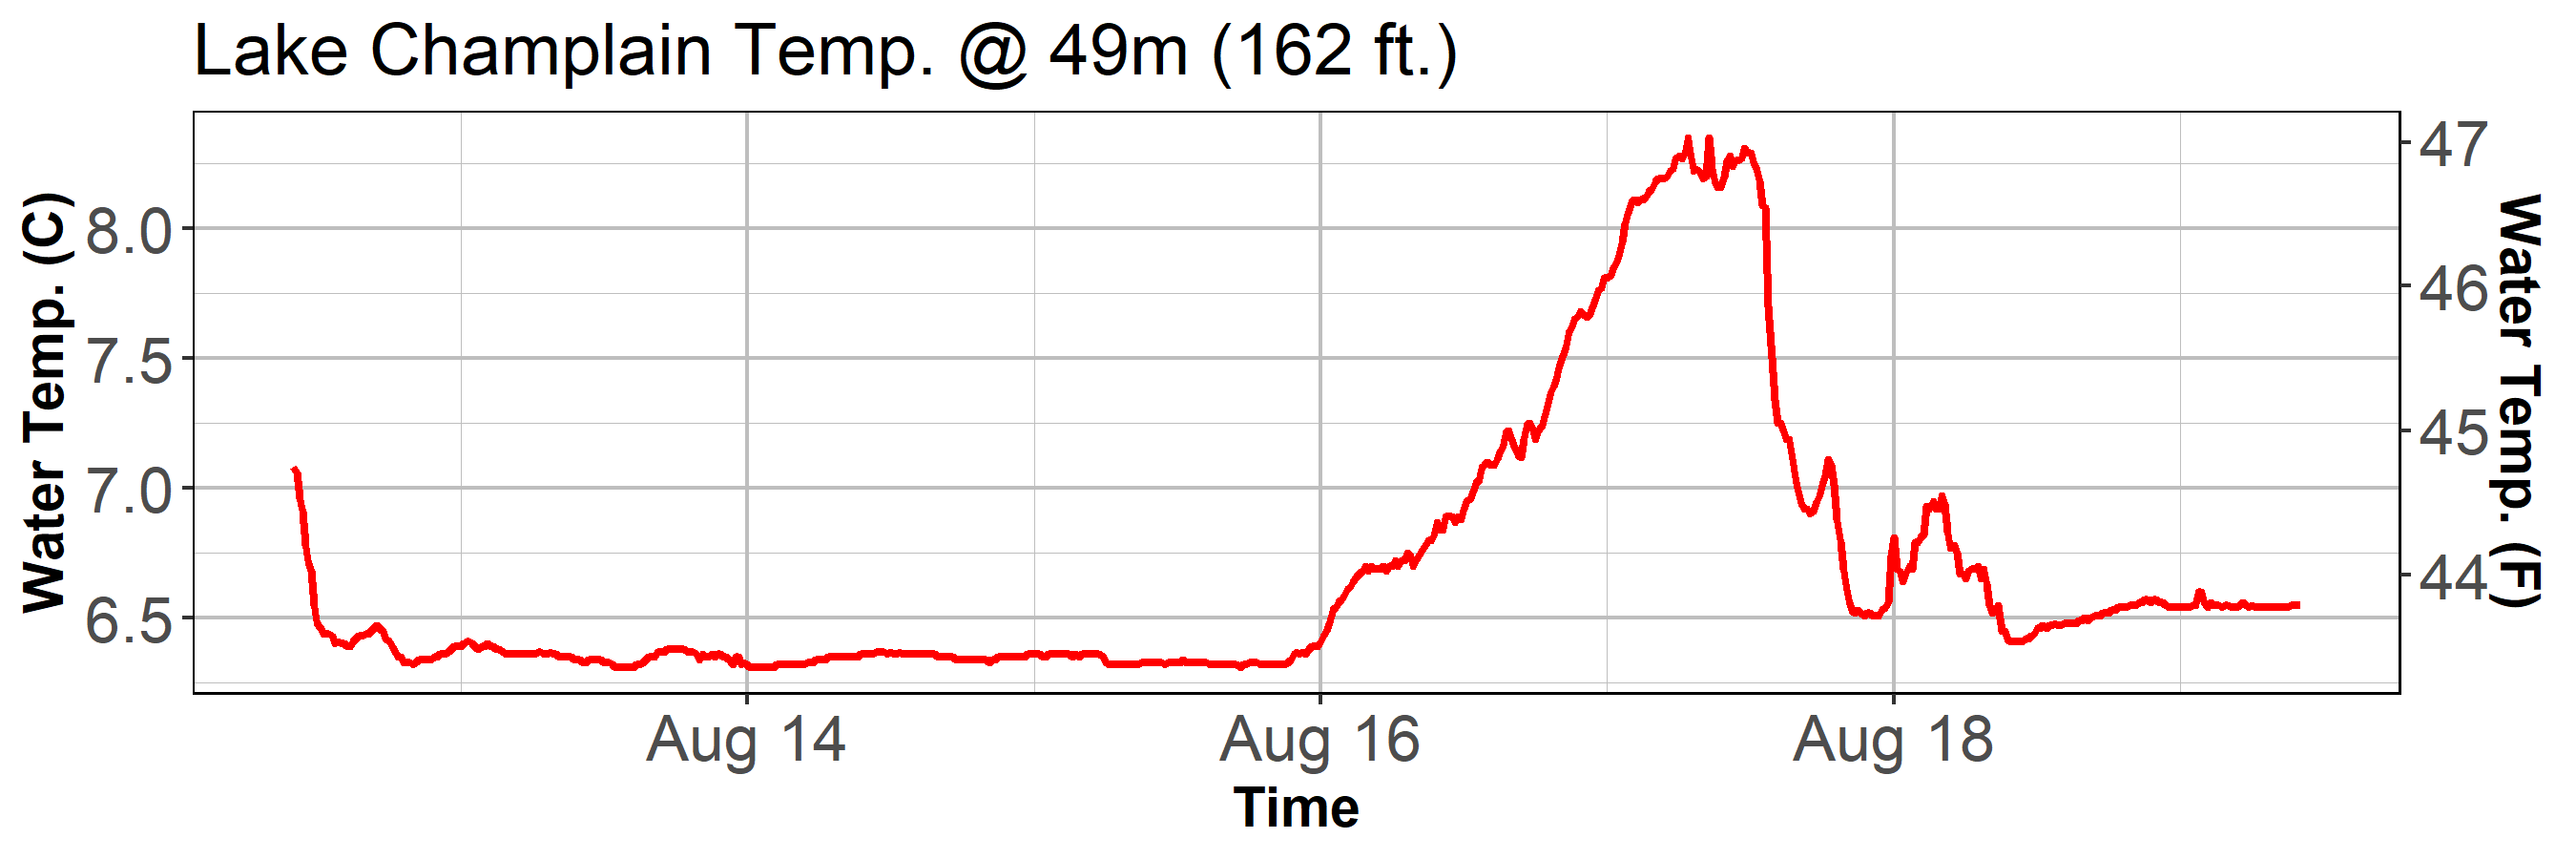 Lake Champlain Temp. @ 49m (162 ft.)
Water Temp. (C)
8.0
7.5
7.0
6.5
47
46
45
44
Water Temp. (F)
Aug 14 Aug 16 Aug 18
Time